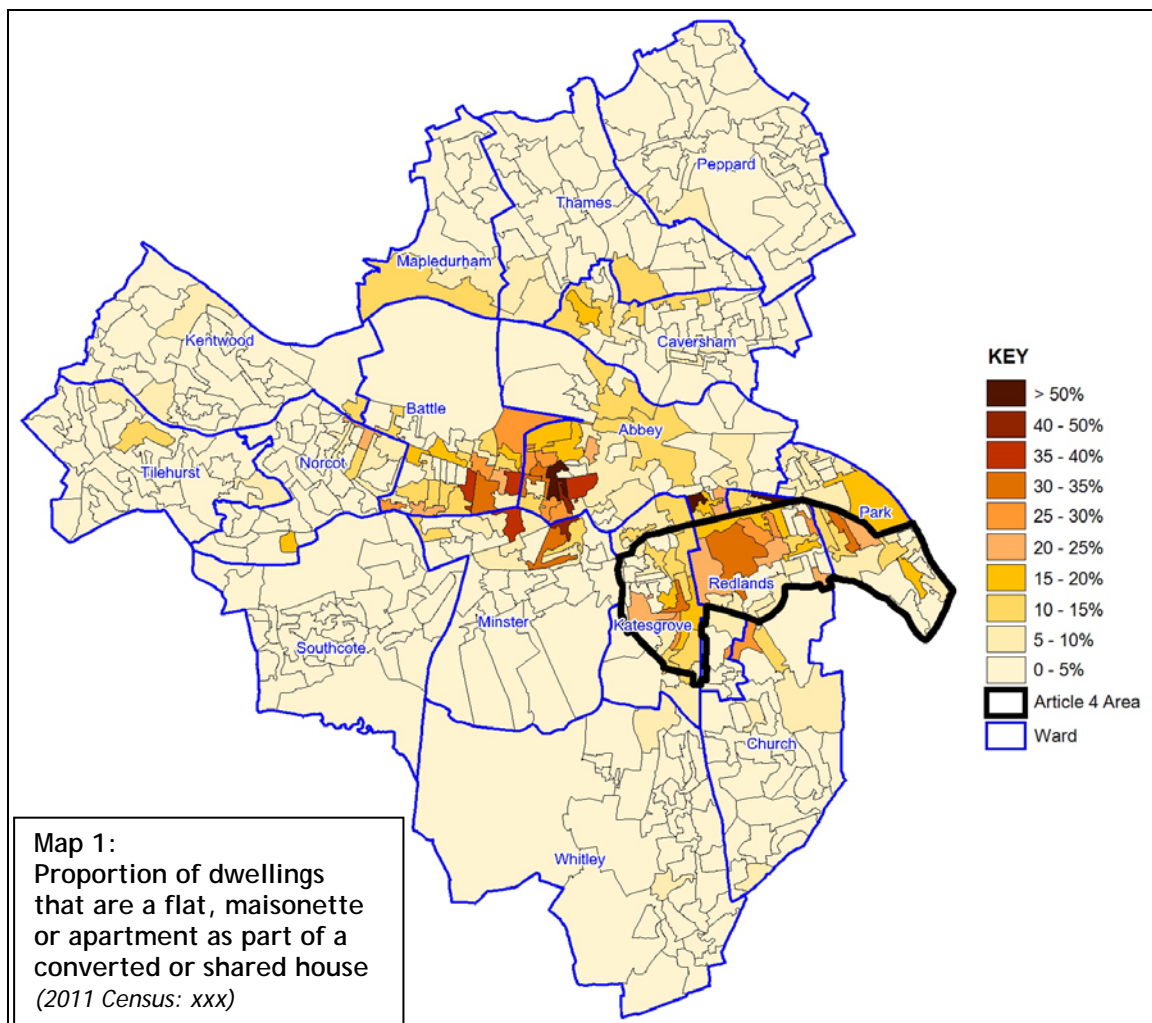 Peppard
Thames
Mapledurham
Kentwood
Caversham
Battle
Abbey
Tilehurst
Norcot
Park
Redlands
Minster
Katesgrove
Southcote
Church
Whitley
KEY
> 50%
40 - 50%
35 - 40%
30 - 35%
25 - 30%
20 - 25%
15 - 20%
10 - 15%
5 - 10%
0 - 5%
Article 4 Area
Ward
Map 1:
Proportion of dwellings
that are a flat, maisonette
or apartment as part of a
converted or shared house
(2011 Census: xxx)